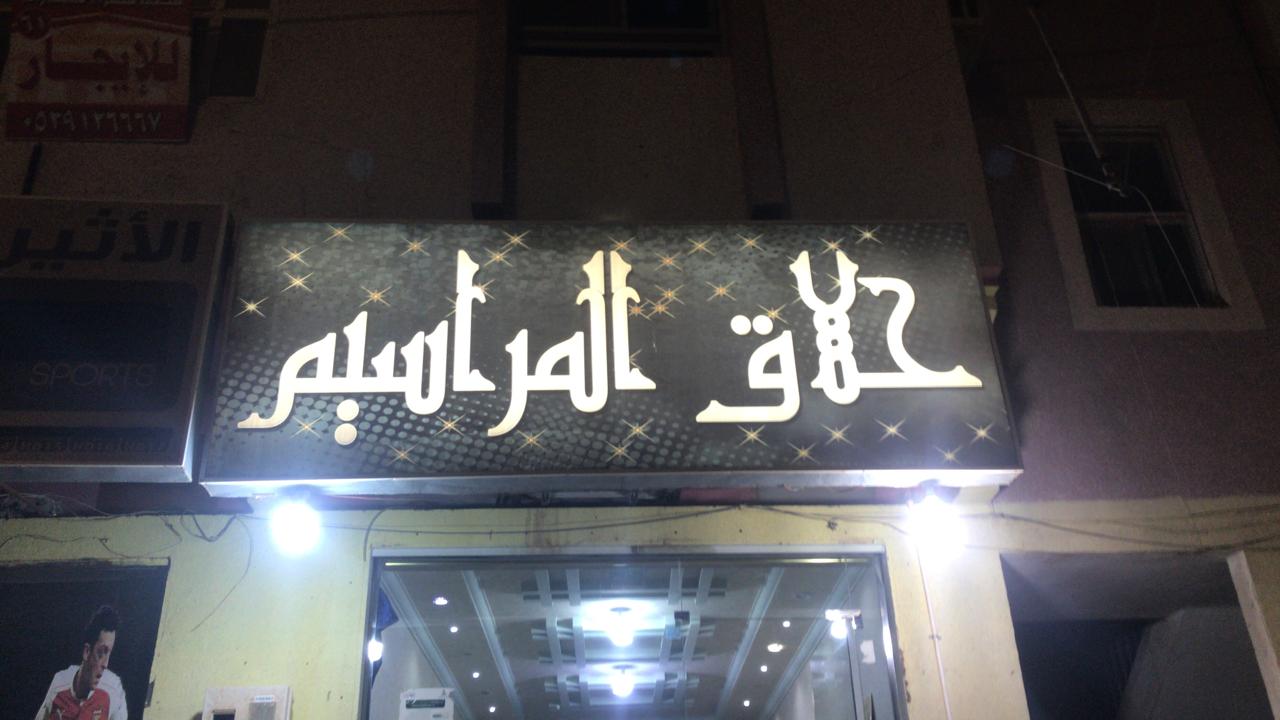 للإيجار
٠٥٣٩١٢٦٦٦٧
الأثير
SPORTS
حلاق المراسيم